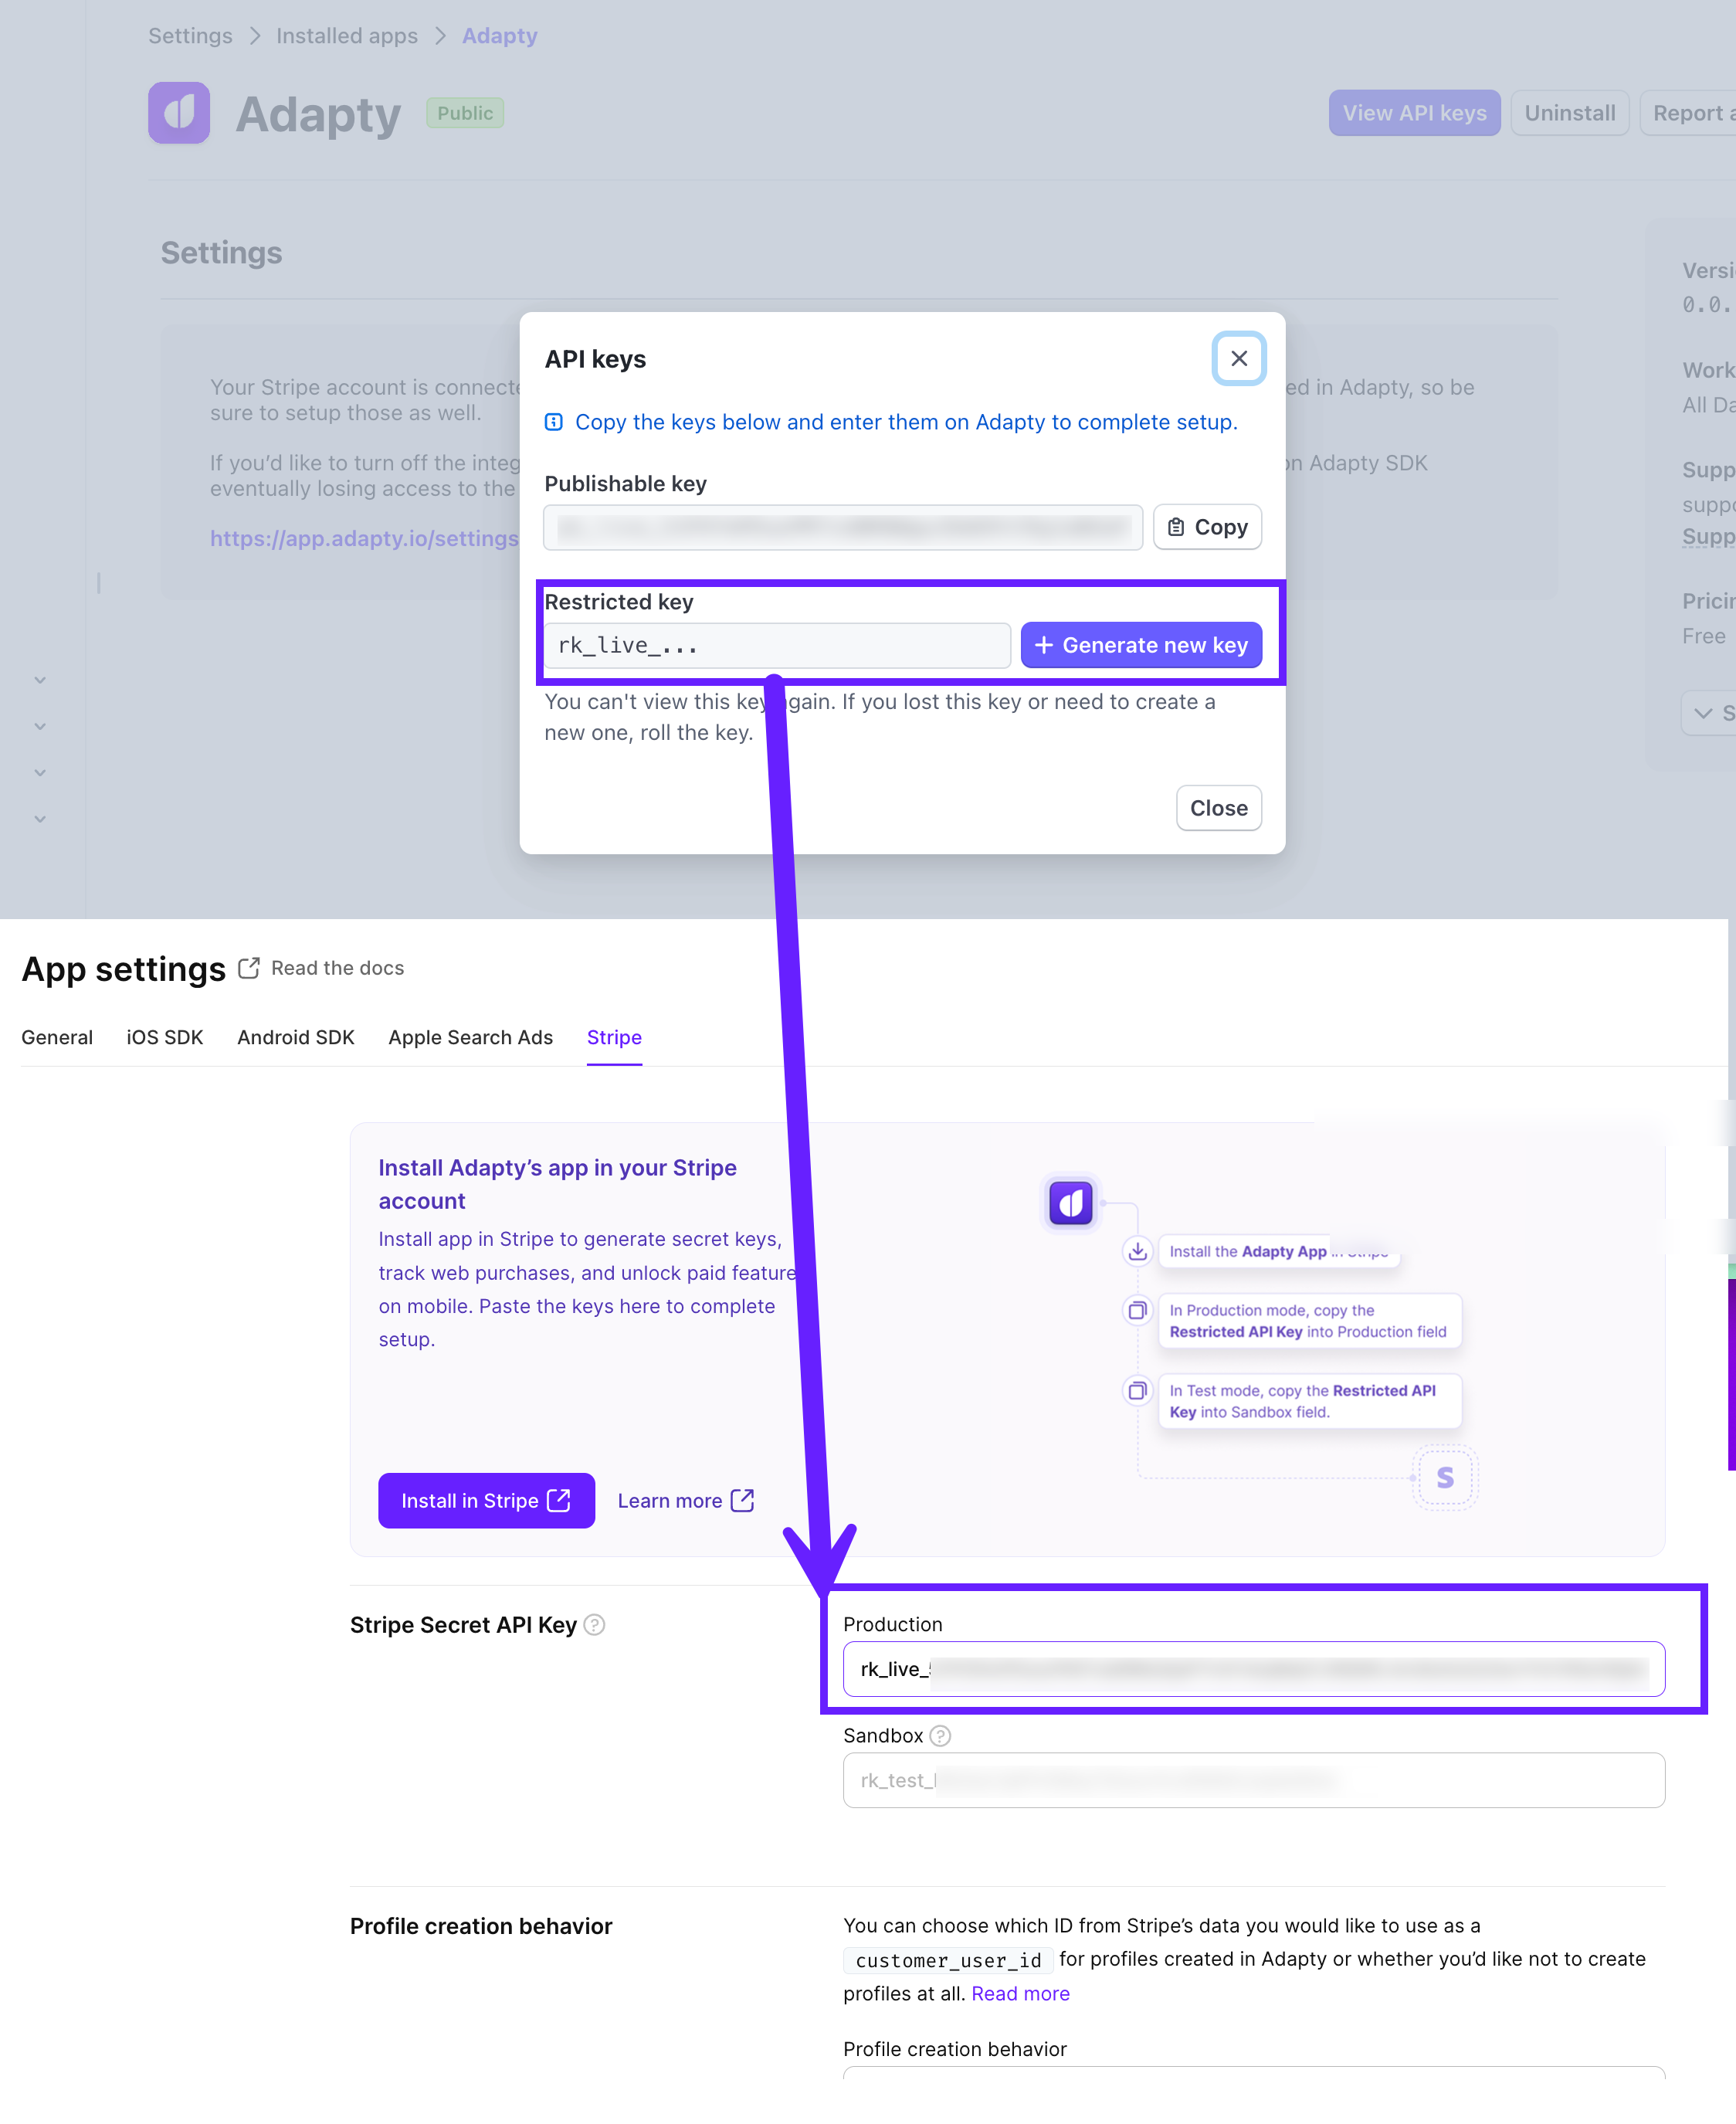 Settings > Installed apps > Adapty
Adapty Public View API keys Uninstall Report a
Settings
Versi
0.0.
Your Stripe account is connecte
ed in Adapty, so be
sure to setup those as well.
Work
All Da
If you’d like to turn off the integ
on Adapty SDK
eventually losing access to the
https://app.adapty.io/settings
Supp
suppo
Supp
Pricin
Free
S
API keys
Copy the keys below and enter them on Adapty to complete setup.
Publishable key
Copy
Restricted key
rk_live_... + Generate new key
You can't view this key again. If you lost this key or need to create a
new one, roll the key.
Close
App settings Read the docs
General iOS SDK Android SDK Apple Search Ads Stripe
Install Adapty’s app in your Stripe
account
Install app in Stripe to generate secret keys,
track web purchases, and unlock paid feature
on mobile. Paste the keys here to complete
setup.
Install in Stripe Learn more
Install the Adapty App in Stripe
In Production mode, copy the
Restricted API Key into Production field
In Test mode, copy the Restricted API
Key into Sandbox field.
S
Stripe Secret API Key ?
Production
rk_live_
Sandbox ?
rk_test_
Profile creation behavior
You can choose which ID from Stripe’s data you would like to use as a
customer_user_id for profiles created in Adapty or whether you’d like not to create
profiles at all. Read more
Profile creation behavior